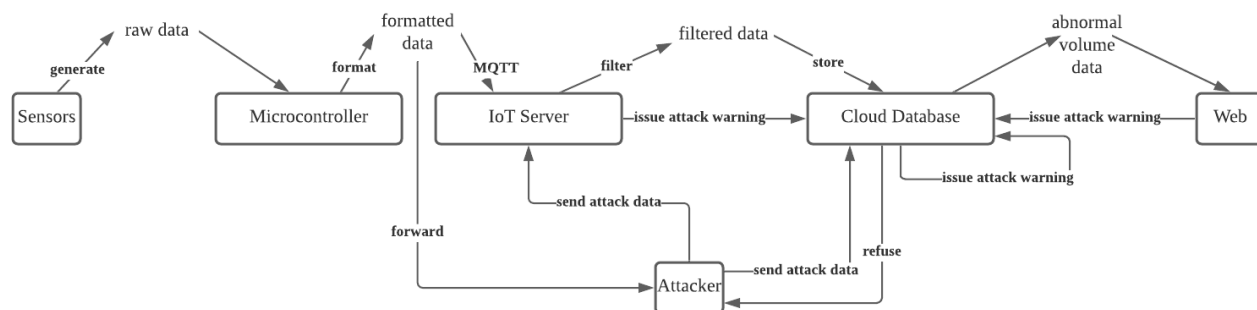 abnormal
formatted
raw data
volume
filtered data
data
data
generate
format
MQTT
filter
store
Sensors
Microcontroller
IoT Server
issue attack warning
Cloud Database
issue attack warning
Web
issue attack warning
send attack data
forward
refuse
send attack data
Attacker